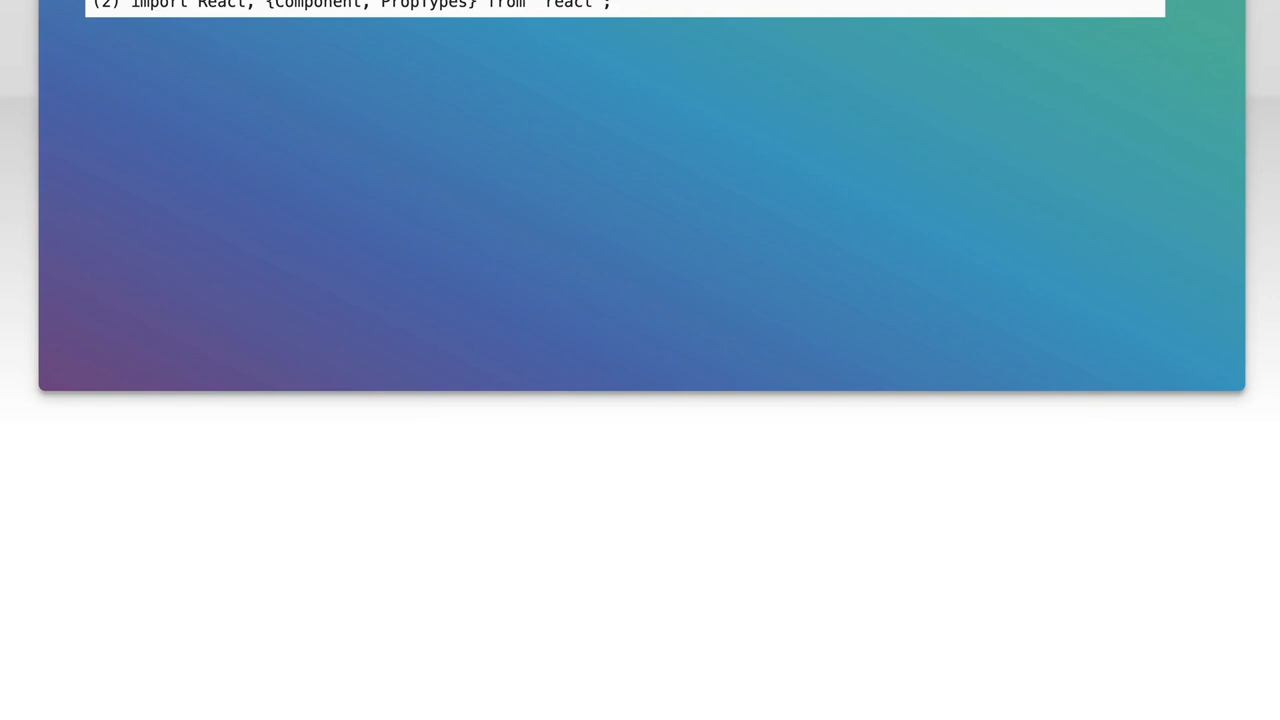 (2) import React, {Component, PropTypes} from 'react';